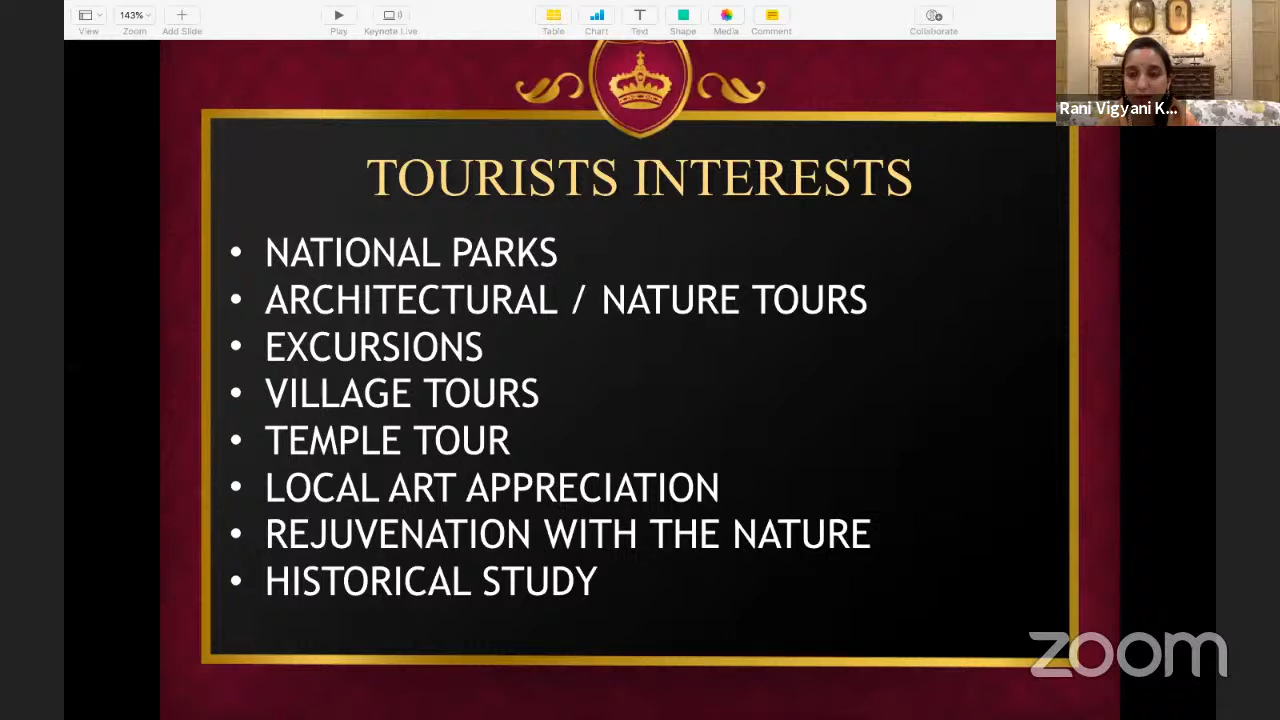 143%
View
Zoom
Add Slide
Play
Keynote Live
Table
Chart
Text
Shape
Media
Comment
Collaborate
Rani Vigyani K...
TOURISTS INTERESTS
• NATIONAL PARKS
• ARCHITECTURAL / NATURE TOURS
• EXCURSIONS
• VILLAGE TOURS
• TEMPLE TOUR
• LOCAL ART APPRECIATION
• REJUVENATION WITH THE NATURE
• HISTORICAL STUDY
zoom